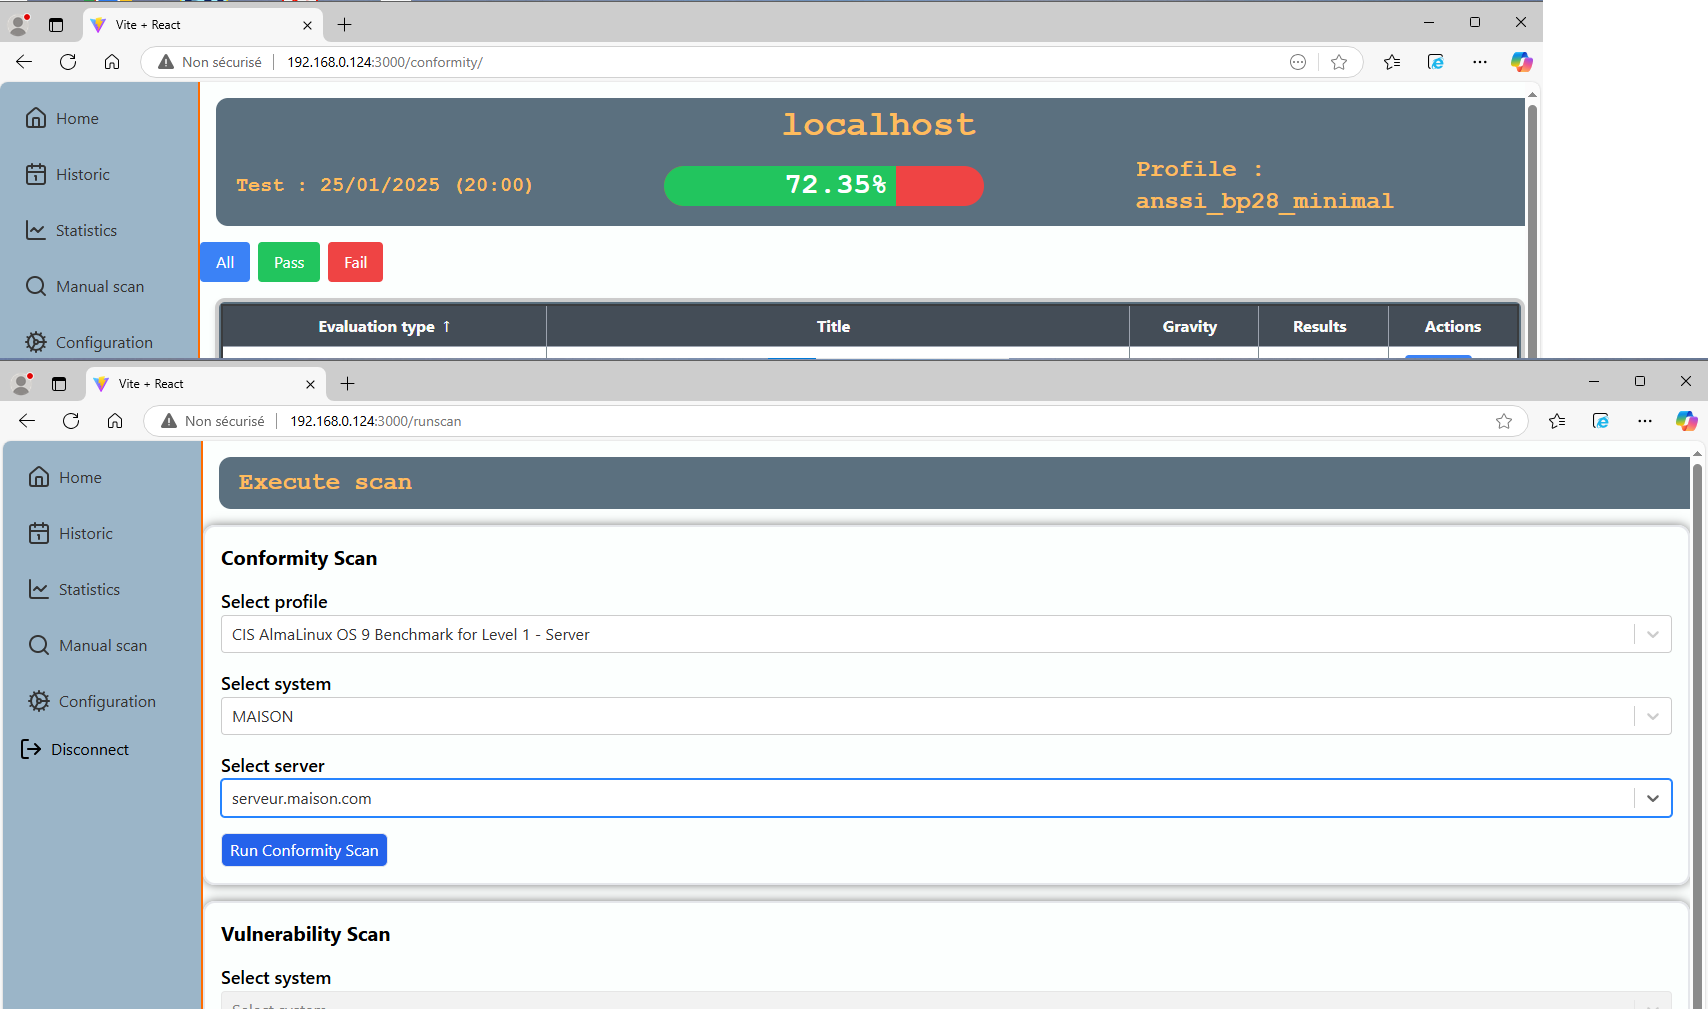 Vite + React
Non sécurisé 192.168.0.124:3000/conformity/
Home
Historic
Statistics
Manual scan
Configuration
localhost
Test : 25/01/2025 (20:00)
72.35%
Profile :
anssi_bp28_minimal
All Pass Fail
Evaluation type ↑ Title Gravity Results Actions
Vite + React
Non sécurisé 192.168.0.124:3000/runscan
Home
Historic
Statistics
Manual scan
Configuration
Disconnect
Execute scan
Conformity Scan
Select profile
CIS AlmaLinux OS 9 Benchmark for Level 1 - Server
Select system
MAISON
Select server
serveur.maison.com
Run Conformity Scan
Vulnerability Scan
Select system
Select system